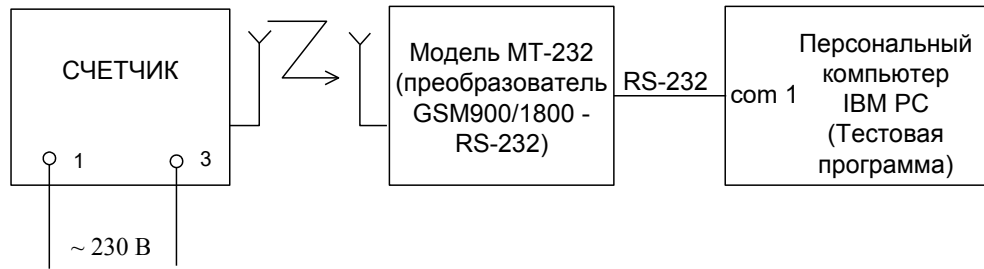 СЧЕТЧИК
1
3
~ 230 В
Модель МТ-232
(преобразователь
GSM900/1800 -
RS-232)
RS-232
com 1
Персональный
компьютер
IBM PC
(Тестовая
программа)